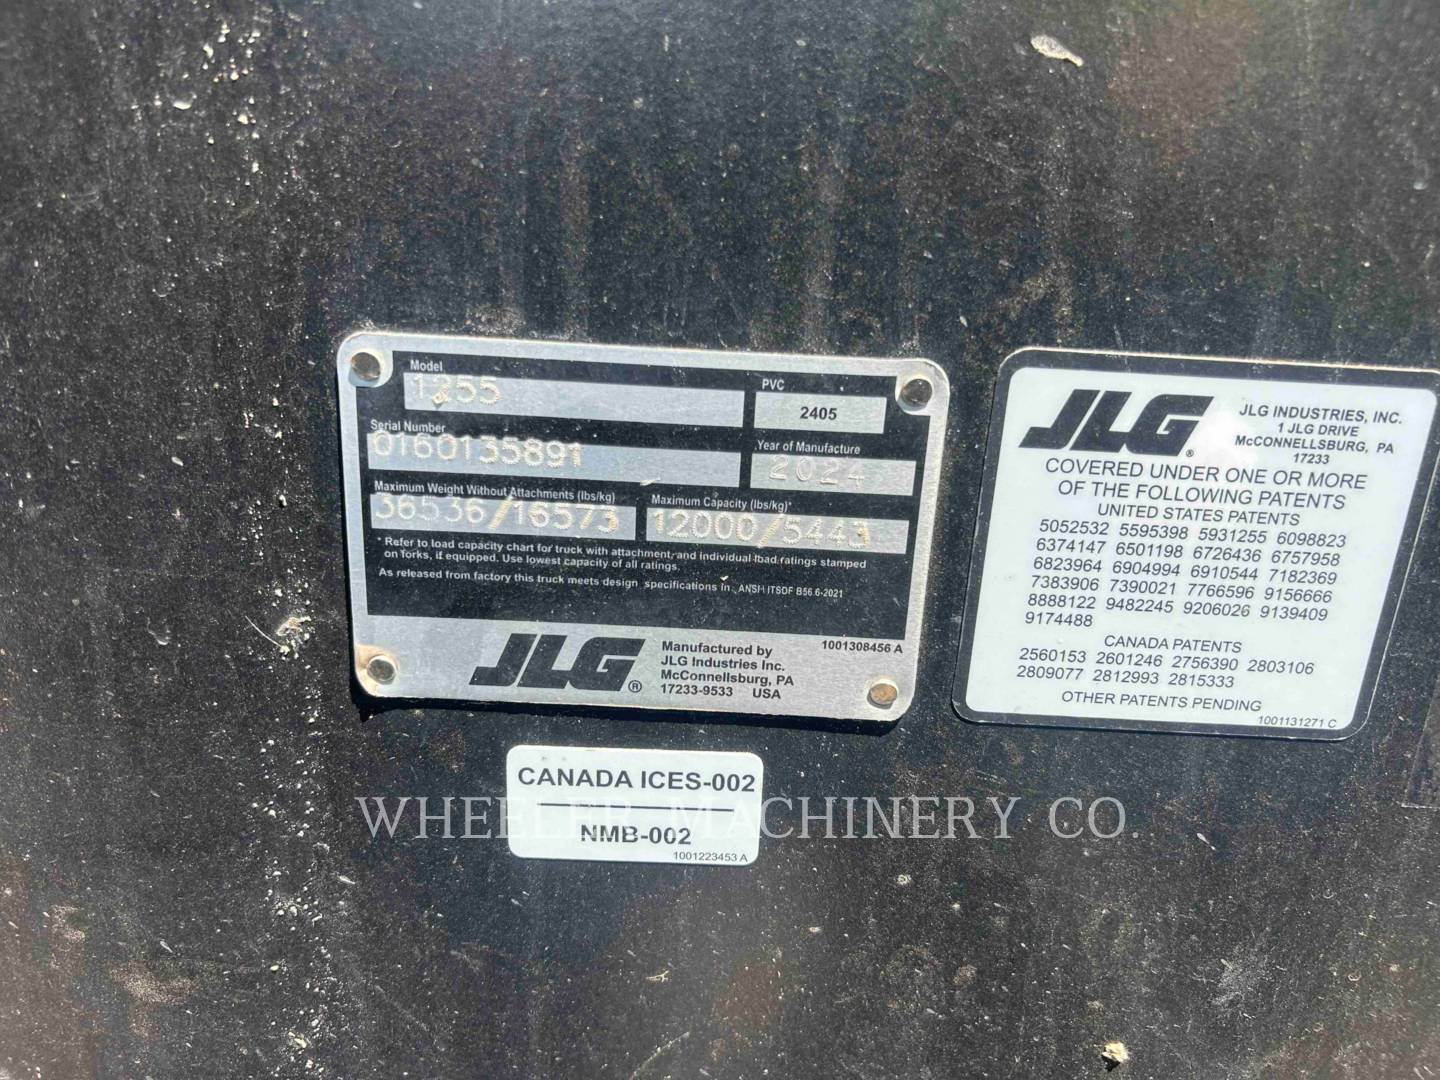 Model
1255
PVC
2405
Serial Number
0160135891
Year of Manufacture
2024
Maximum Weight Without Attachments (lbs/kg)
36536/16573
Maximum Capacity (lbs/kg)*
12000/5443
* Refer to load capacity chart for truck with attachment, and individual load ratings stamped
on forks, if equipped. Use lowest capacity of all ratings.
As released from factory this truck meets design specifications in: ANSI ITSDF B56.6-2021
JLG®
Manufactured by
JLG Industries Inc.
McConnellsburg, PA
17233-9533 USA
1001308456 A
JLG®
JLG INDUSTRIES, INC.
1 JLG DRIVE
McCONNELLSBURG, PA
17233
COVERED UNDER ONE OR MORE
OF THE FOLLOWING PATENTS
UNITED STATES PATENTS
5052532 5595398 5931255 6098823
6374147 6501198 6726436 6757958
6823964 6904994 6910544 7182369
7383906 7390021 7766596 9156666
8888122 9482245 9206026 9139409
9174488
CANADA PATENTS
2560153 2601246 2756390 2803106
2809077 2812993 2815333
OTHER PATENTS PENDING
1001131271 C
CANADA ICES-002
NMB-002
1001223453 A
WHEELER MACHINERY CO.